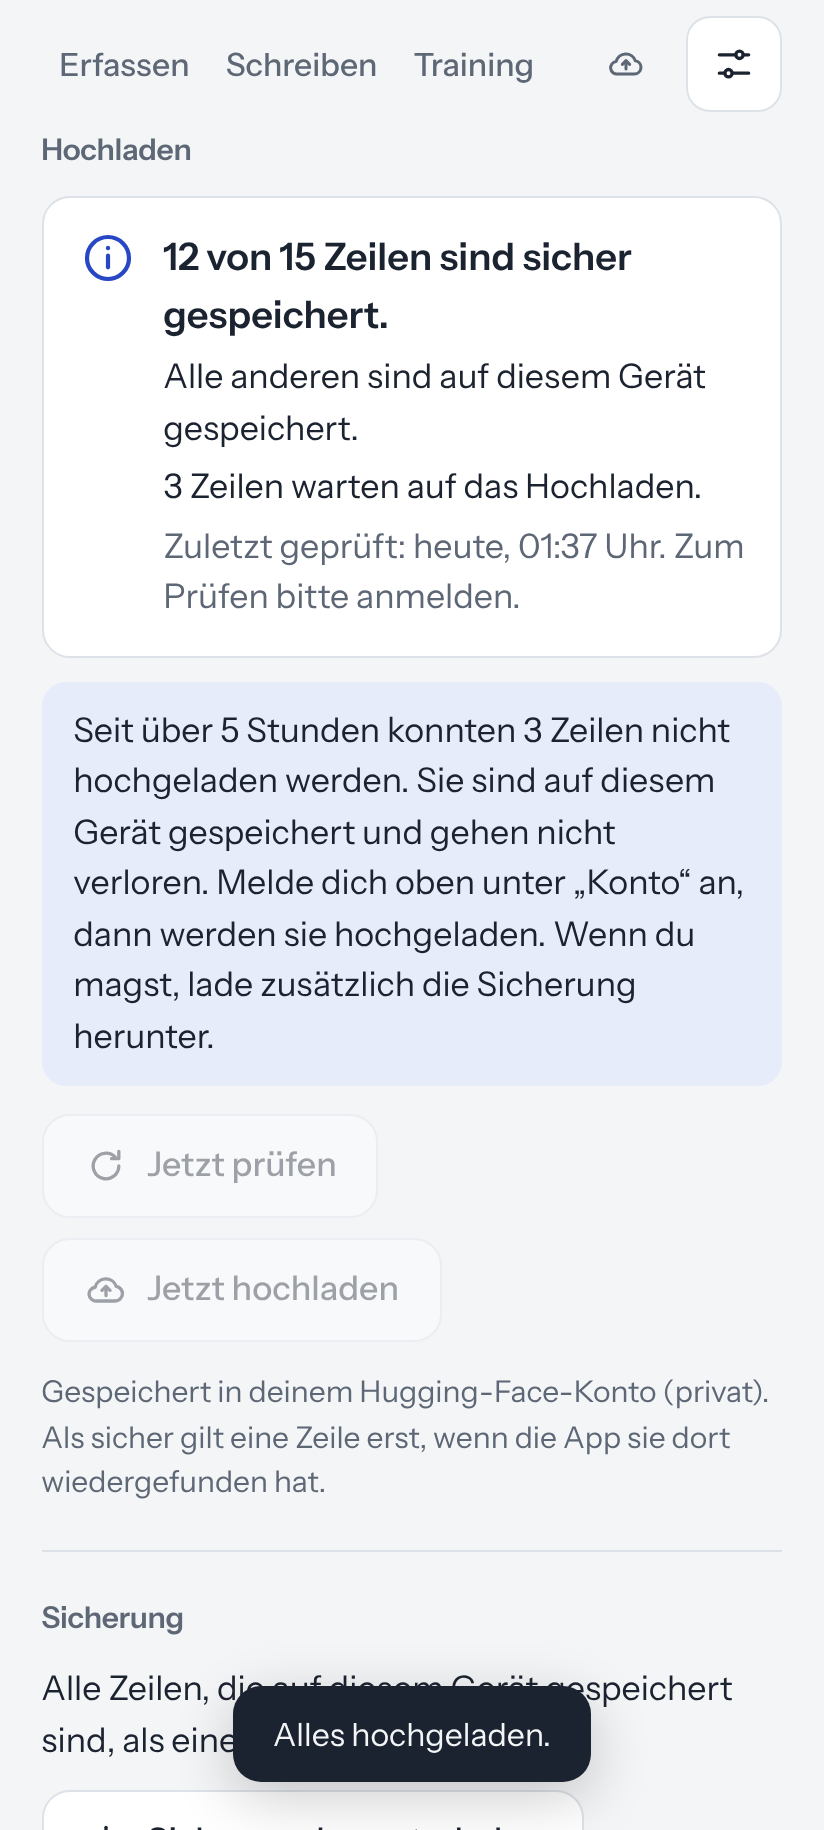 Erfassen Schreiben Training
Hochladen
12 von 15 Zeilen sind sicher
gespeichert.
Alle anderen sind auf diesem Gerät
gespeichert.
3 Zeilen warten auf das Hochladen.
Zuletzt geprüft: heute, 01:37 Uhr. Zum
Prüfen bitte anmelden.
Seit über 5 Stunden konnten 3 Zeilen nicht
hochgeladen werden. Sie sind auf diesem
Gerät gespeichert und gehen nicht
verloren. Melde dich oben unter „Konto“ an,
dann werden sie hochgeladen. Wenn du
magst, lade zusätzlich die Sicherung
herunter.
Jetzt prüfen
Jetzt hochladen
Gespeichert in deinem Hugging-Face-Konto (privat).
Als sicher gilt eine Zeile erst, wenn die App sie dort
wiedergefunden hat.
Sicherung
Alle Zeilen, die auf diesem Gerät gespeichert
sind, als eine
Alles hochgeladen.